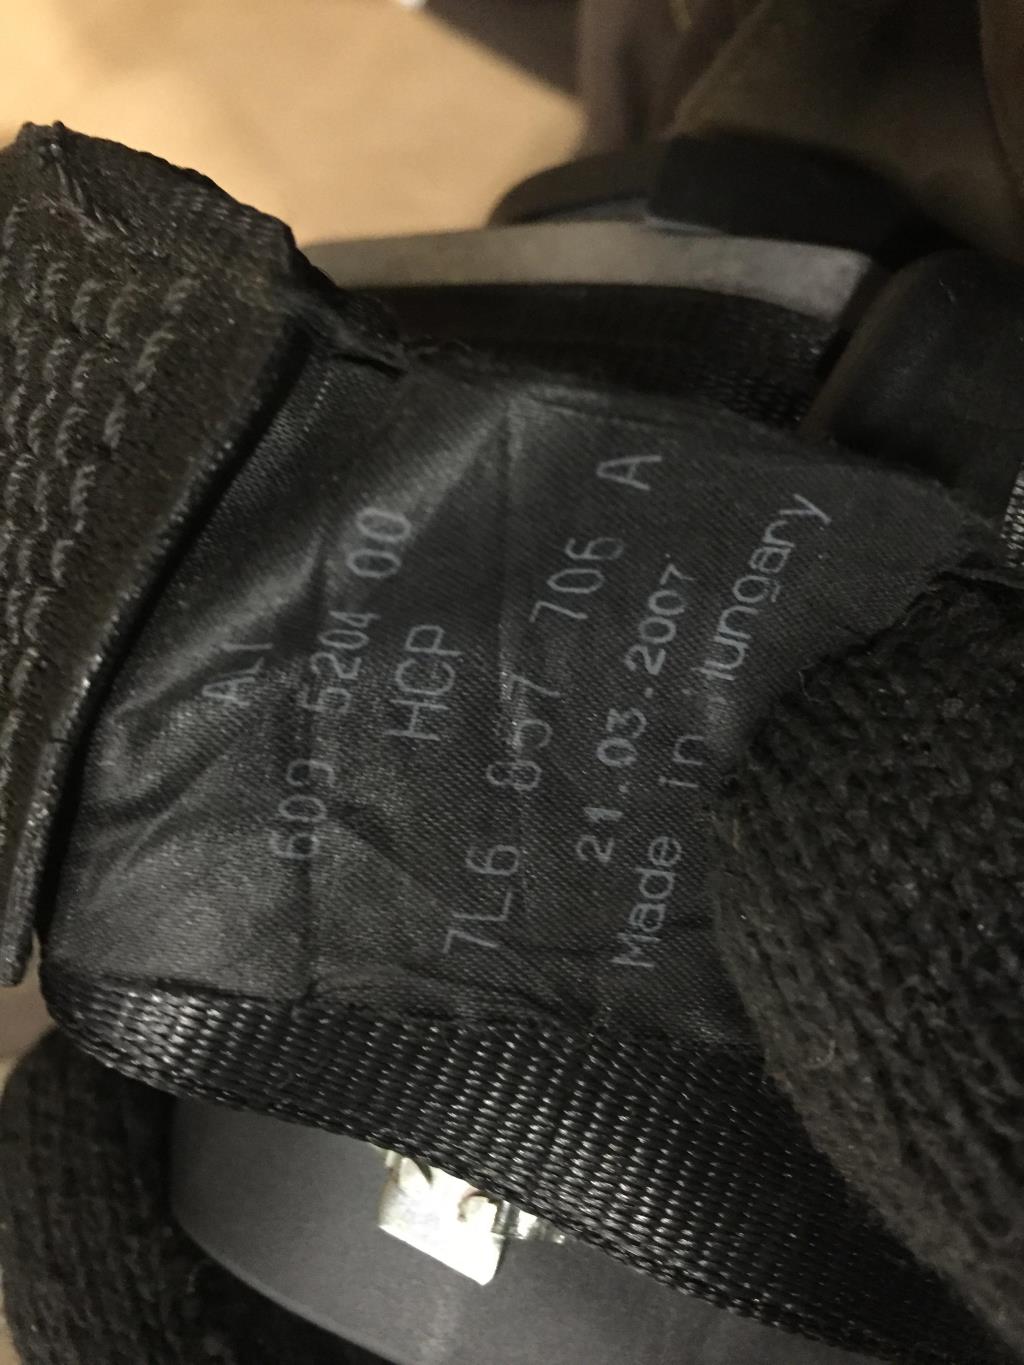 609 5204 00
HCP
7L6 857 706 A
21.03.2007
Made in Hungary